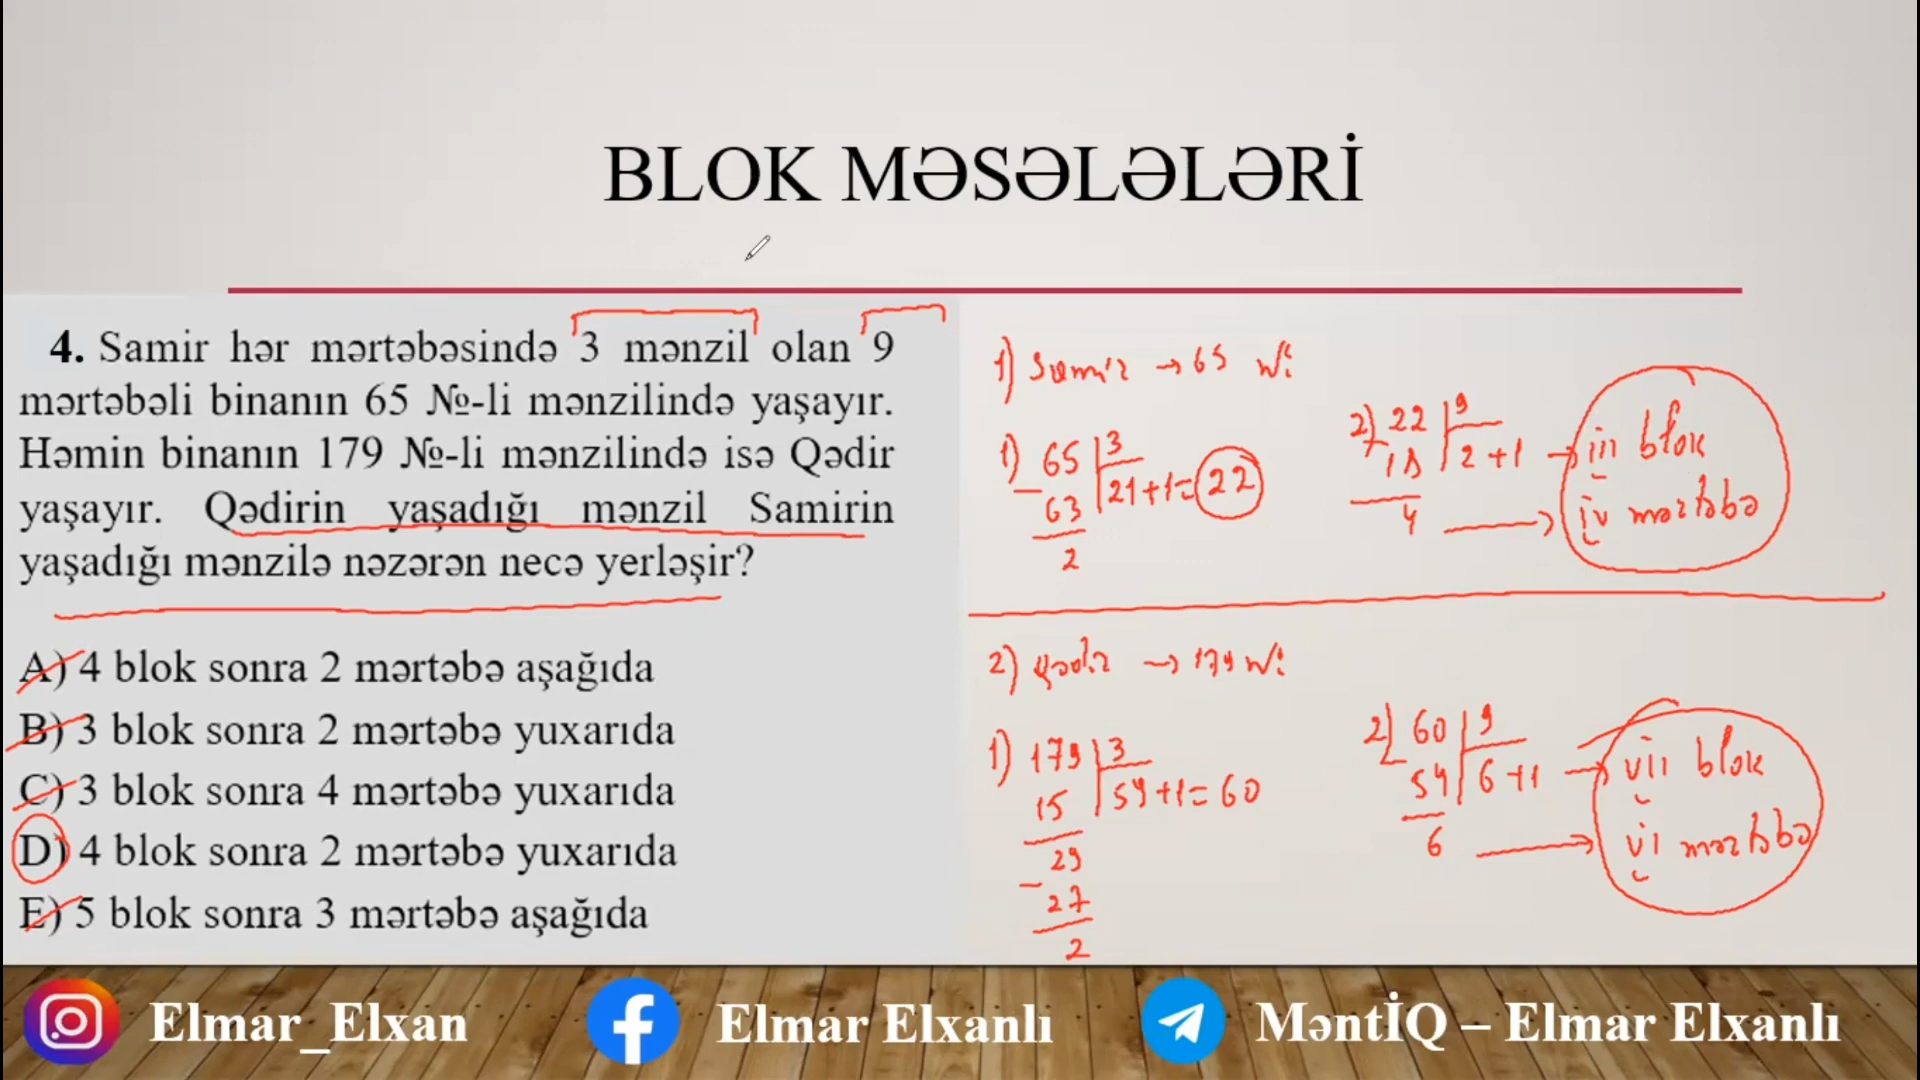 BLOK MƏSƏLƏLƏRİ
4. Samir hər mərtəbəsində 3 mənzil olan 9
mərtəbəli binanın 65 №-li mənzilində yaşayır.
Həmin binanın 179 №-li mənzilində isə Qədir
yaşayır. Qədirin yaşadığı mənzil Samirin
yaşadığı mənzilə nəzərən necə yerləşir?
A) 4 blok sonra 2 mərtəbə aşağıda
B) 3 blok sonra 2 mərtəbə yuxarıda
C) 3 blok sonra 4 mərtəbə yuxarıda
D) 4 blok sonra 2 mərtəbə yuxarıda
E) 5 blok sonra 3 mərtəbə aşağıda
1) Samir → 65 №
1) 65 3
63 21+1=22
2
2) 22 9
18 2+1 → iii blok
4 → iv mərtəbə
2) Qədir → 179 №
1) 179 3
15 59+1=60
29
27
2
2) 60 9
54 6+1 → vii blok
6 → vi mərtəbə
Elmar_Elxan
Elmar Elxanlı
MəntİQ – Elmar Elxanlı